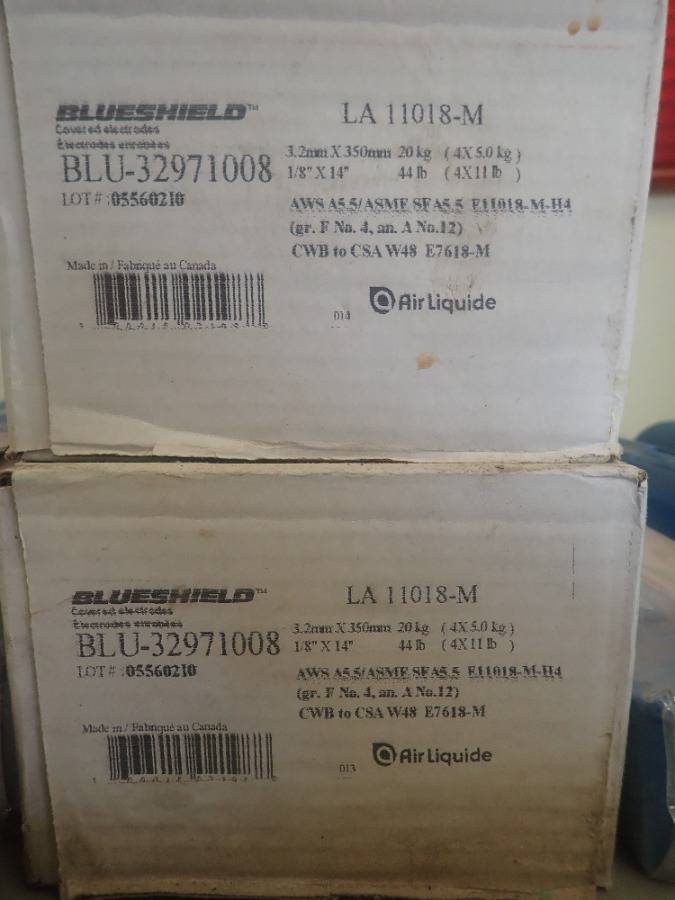 BLUESHIELD™ LA 11018-M
Covered electrodes
Électrodes enrobées
BLU-32971008 3.2mm X 350mm 20 kg ( 4X 5.0 kg )
1/8" X 14" 44 lb ( 4X11 lb )
LOT # :05560210 AWS A5.5/ASME SFA5.5 E11018-M-H4
(gr. F No. 4, an. A No.12)
CWB to CSA W48 E7618-M
Made in / Fabriqué au Canada
014 Air Liquide
BLUESHIELD™ LA 11018-M
Covered electrodes
Électrodes enrobées
BLU-32971008 3.2mm X 350mm 20 kg ( 4X 5.0 kg )
1/8" X 14" 44 lb ( 4X11 lb )
LOT # :05560210 AWS A5.5/ASME SFA5.5 E11018-M-H4
(gr. F No. 4, an. A No.12)
CWB to CSA W48 E7618-M
Made in / Fabriqué au Canada
013 Air Liquide